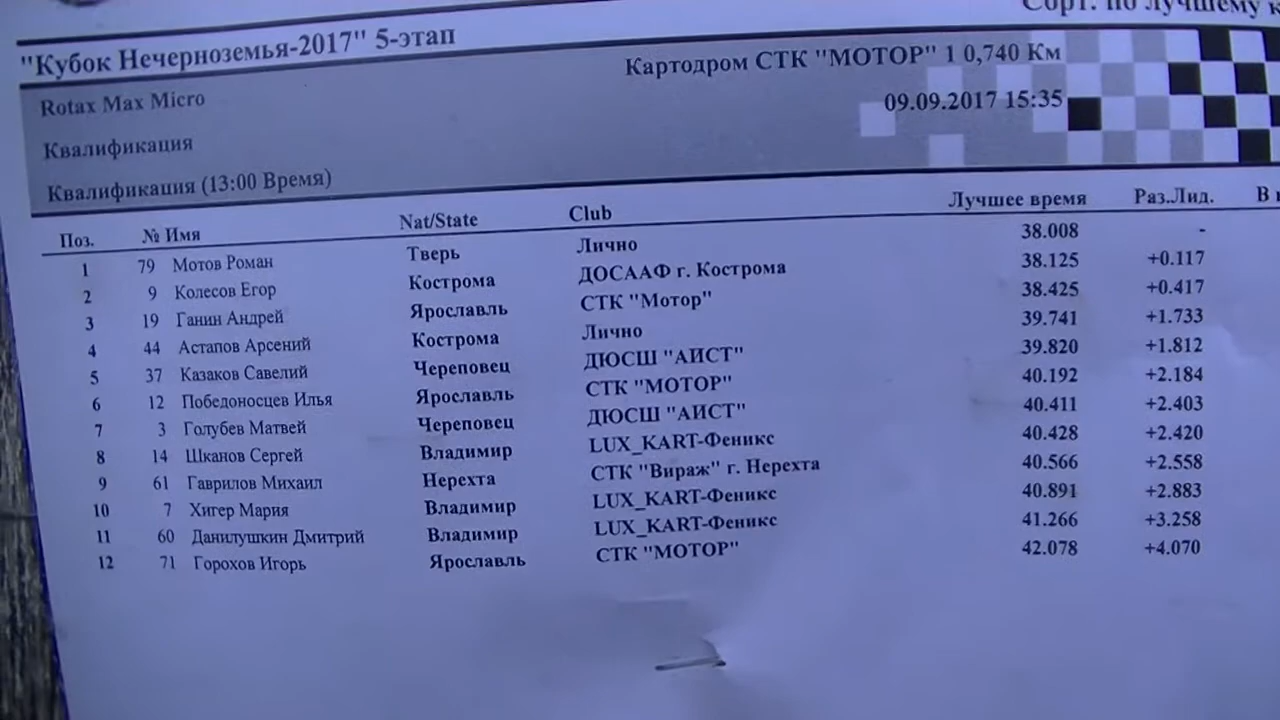 Сорт. по лучшему
"Кубок Нечерноземья-2017" 5-этап
Картодром СТК "МОТОР" 1 0,740 Км
Rotax Max Micro
09.09.2017 15:35
Квалификация
Квалификация (13:00 Время)
Поз. № Имя Nat/State Club Лучшее время Раз.Лид. В
1 79 Мотов Роман Тверь Лично 38.008 -
2 9 Колесов Егор Кострома ДОСААФ г. Кострома 38.125 +0.117
3 19 Ганин Андрей Ярославль СТК "Мотор" 38.425 +0.417
4 44 Астапов Арсений Кострома Лично 39.741 +1.733
5 37 Казаков Савелий Череповец ДЮСШ "АИСТ" 39.820 +1.812
6 12 Победоносцев Илья Ярославль СТК "МОТОР" 40.192 +2.184
7 3 Голубев Матвей Череповец ДЮСШ "АИСТ" 40.411 +2.403
8 14 Шканов Сергей Владимир LUX_KART-Феникс 40.428 +2.420
9 61 Гаврилов Михаил Нерехта СТК "Вираж" г. Нерехта 40.566 +2.558
10 7 Хигер Мария Владимир LUX_KART-Феникс 40.891 +2.883
11 60 Данилушкин Дмитрий Владимир LUX_KART-Феникс 41.266 +3.258
12 71 Горохов Игорь Ярославль СТК "МОТОР" 42.078 +4.070